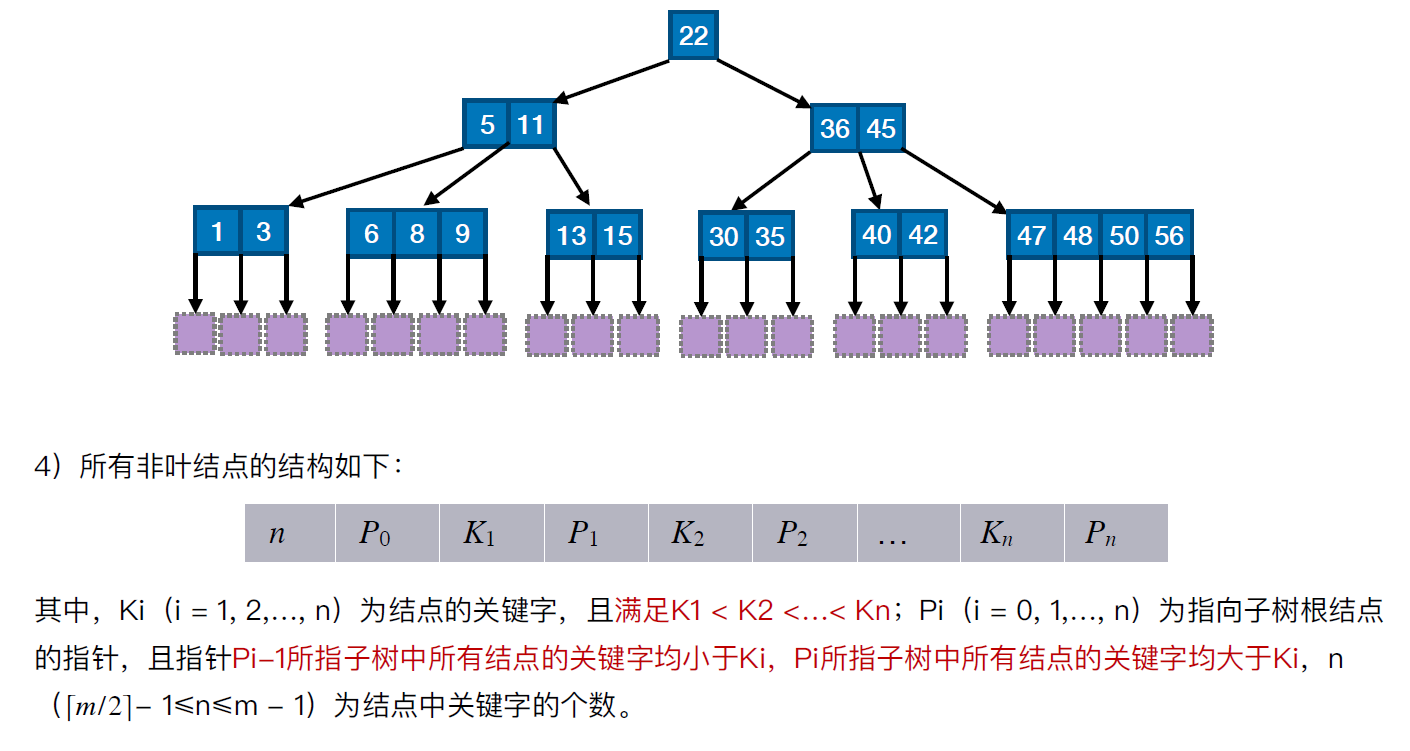 22
5 11 36 45
1 3 6 8 9 13 15 30 35 40 42 47 48 50 56
4）所有非叶结点的结构如下：
n P0 K1 P1 K2 P2 … Kn Pn
其中，Ki（i = 1, 2,…, n）为结点的关键字，且满足K1 < K2 <…< Kn；Pi（i = 0, 1,…, n）为指向子树根结点
的指针，且指针Pi−1所指子树中所有结点的关键字均小于Ki，Pi所指子树中所有结点的关键字均大于Ki，n
（⌈m/2⌉− 1≤n≤m − 1）为结点中关键字的个数。